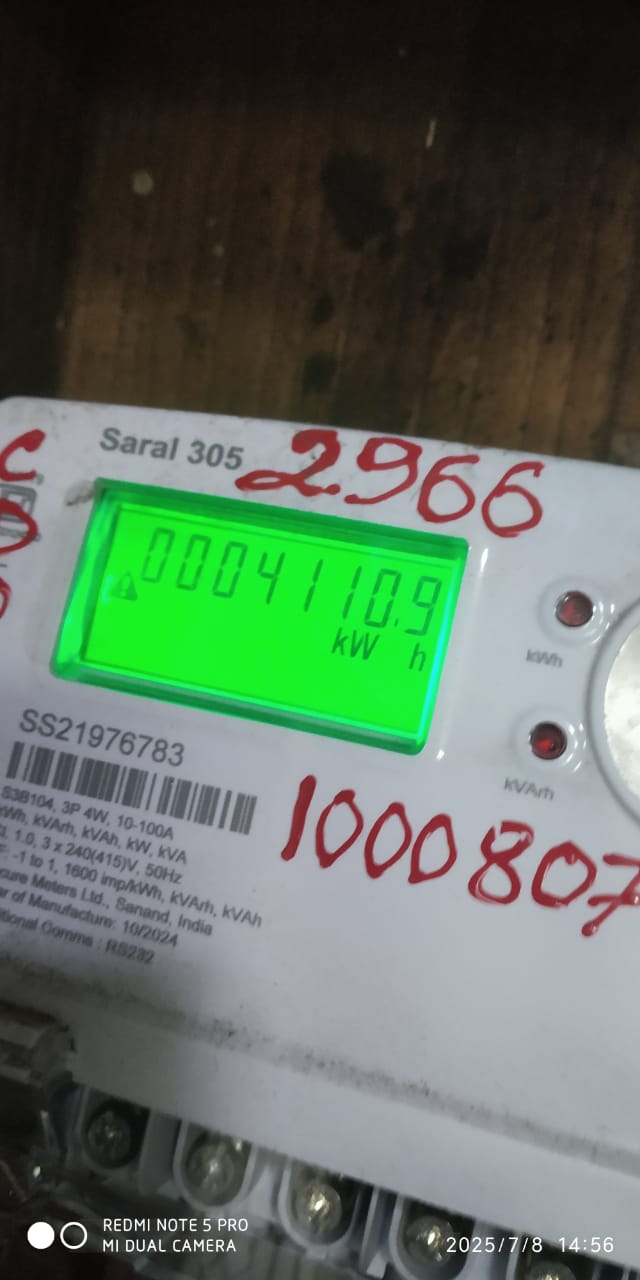 Saral 305
2966
0004110.9
kW h
kWh
kVArh
SS21976783
S3B104, 3P 4W, 10-100A
kWh, kVArh, kVAh, kW, kVA
1.0, 3 x 240(415)V, 50Hz
-1 to 1, 1600 imp/kWh, kVArh, kVAh
Meters Ltd., Sanand, India
of Manufacture: 10/2024
Comms : RS232
1000807
REDMI NOTE 5 PRO
MI DUAL CAMERA
2025/7/8 14:56